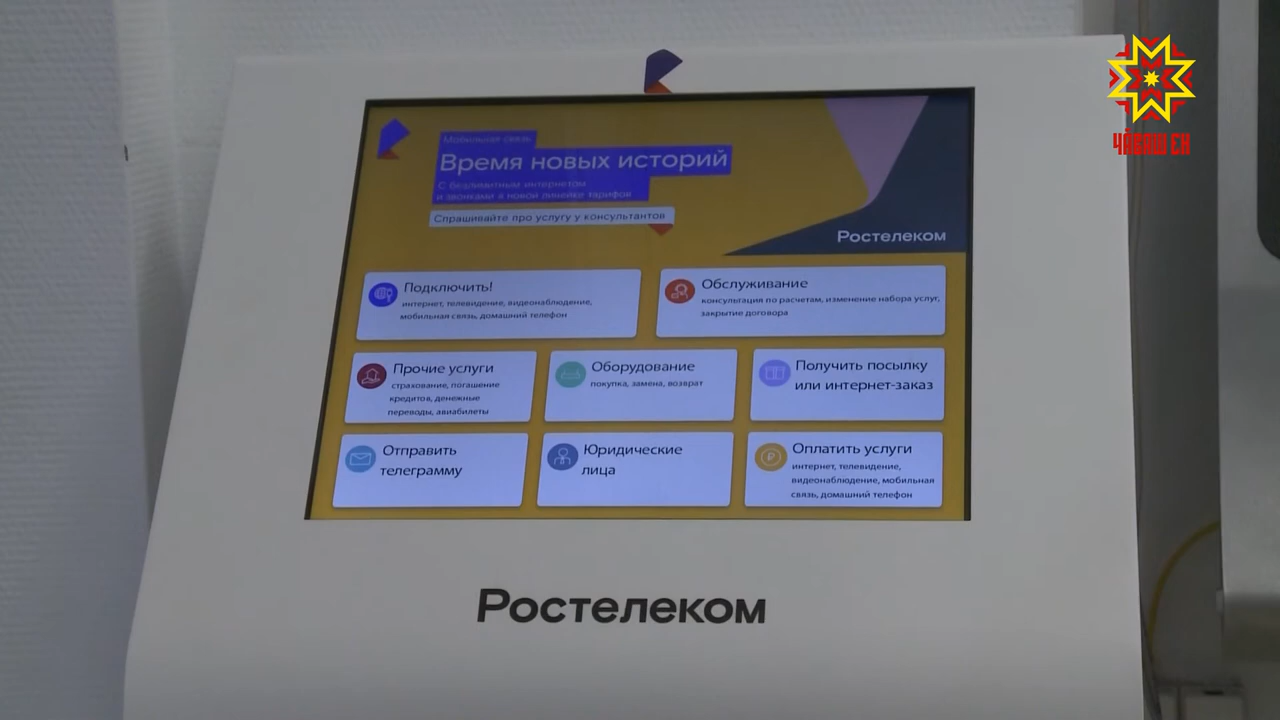 ЧӐВАШ ЕН
Мобильная связь
Время новых историй
С безлимитным интернетом
и звонками в новой линейке тарифов
Спрашивайте про услугу у консультантов
Ростелеком
Подключить!
интернет, телевидение, видеонаблюдение,
мобильная связь, домашний телефон
Обслуживание
консультация по расчетам, изменение набора услуг,
закрытие договора
Прочие услуги
страхование, погашение
кредитов, денежные
переводы, авиабилеты
Оборудование
покупка, замена, возврат
Получить посылку
или интернет-заказ
Отправить
телеграмму
Юридические
лица
Оплатить услуги
интернет, телевидение,
видеонаблюдение, мобильная
связь, домашний телефон
Ростелеком